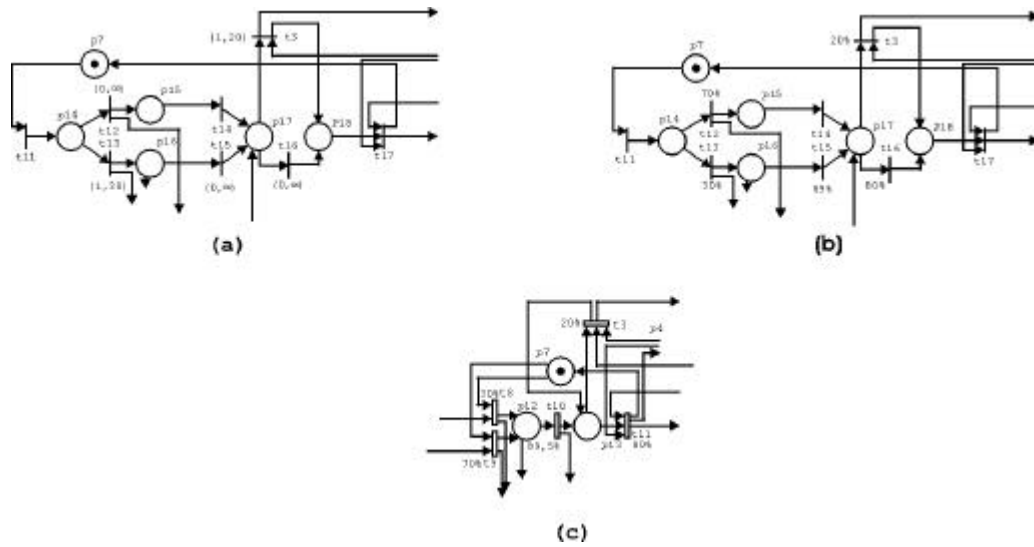 p7
(1,20) t3
(0,∞)
p14
p15
t12
t13
p16
t14
t15
p17
p18
t11
t16
t17
(1,20)
(0,∞)
(0,∞)
(a)
p7
20% t3
70%
p14
p15
t12
t13
p16
t14
t15
p17
P18
t11
t16
t17
30%
80%
(b)
20% t3
p4
p7
30%t8
p12 t10
p13
t11
80%
70%t9
(c)